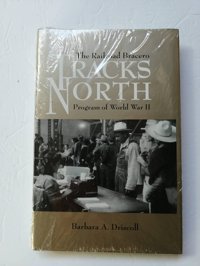 The Railroad Bracero
TRACKS
NORTH
Program of World War II
Barbara A. Driscoll